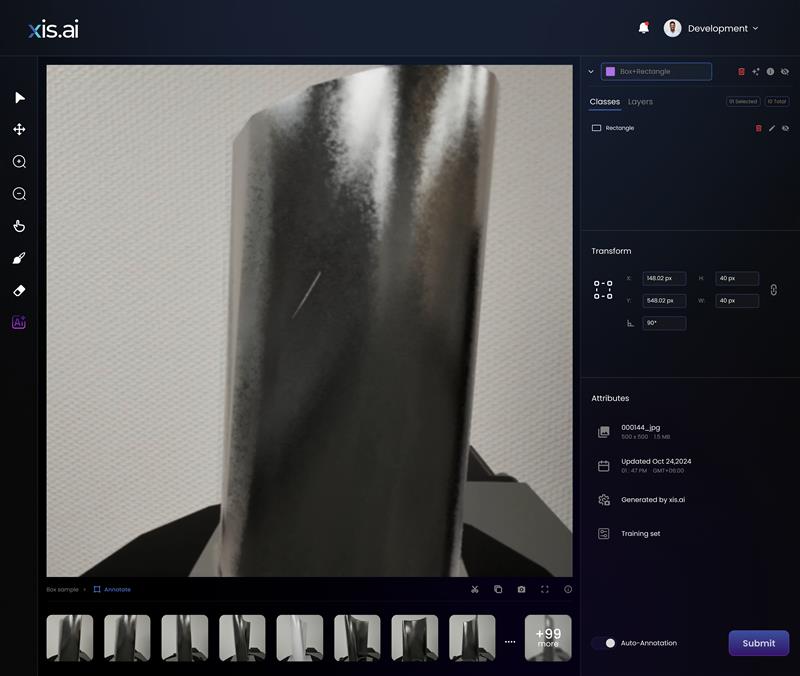 xis.ai
Development
Box+Rectangle
Classes
Layers
01 Selected
10 Total
Rectangle
Transform
X:
148.02 px
H:
40 px
Y:
548.02 px
W:
40 px
90°
Attributes
000144_jpg
500 x 500 1.5 MB
Updated Oct 24,2024
01 : 47 PM GMT+06:00
Generated by xis.ai
Training set
Box sample
Annotate
+99
more
Auto-Annotation
Submit
Ai